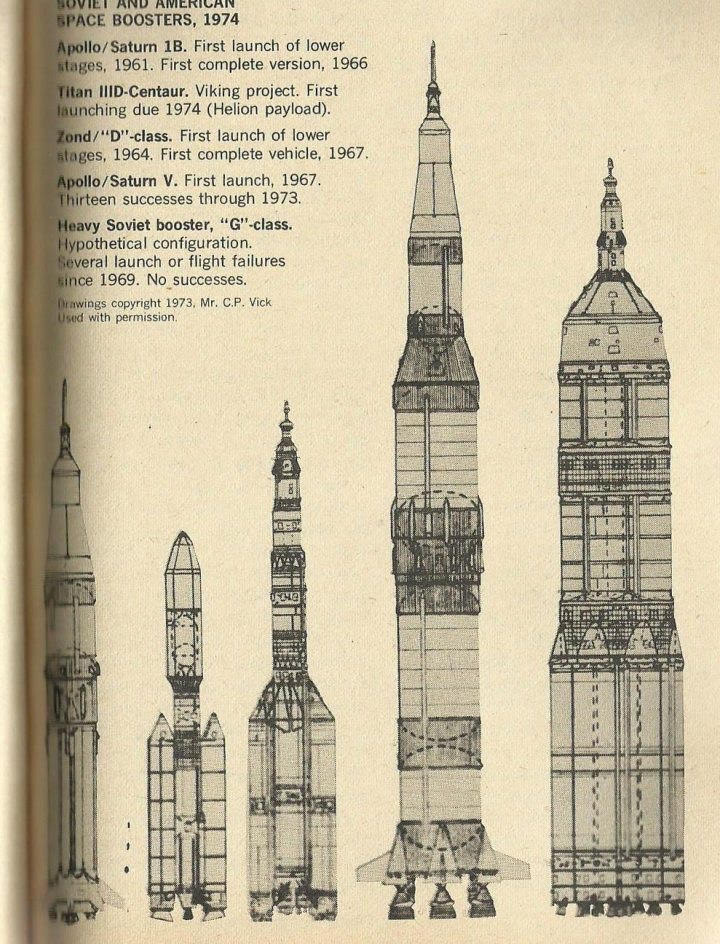 SOVIET AND AMERICAN
SPACE BOOSTERS, 1974
Apollo/Saturn 1B. First launch of lower
stages, 1961. First complete version, 1966
Titan IIID-Centaur. Viking project. First
launching due 1974 (Helion payload).
Zond/“D”-class. First launch of lower
stages, 1964. First complete vehicle, 1967.
Apollo/Saturn V. First launch, 1967.
Thirteen successes through 1973.
Heavy Soviet booster, “G”-class.
Hypothetical configuration.
Several launch or flight failures
since 1969. No successes.
Drawings copyright 1973, Mr. C.P. Vick
Used with permission.